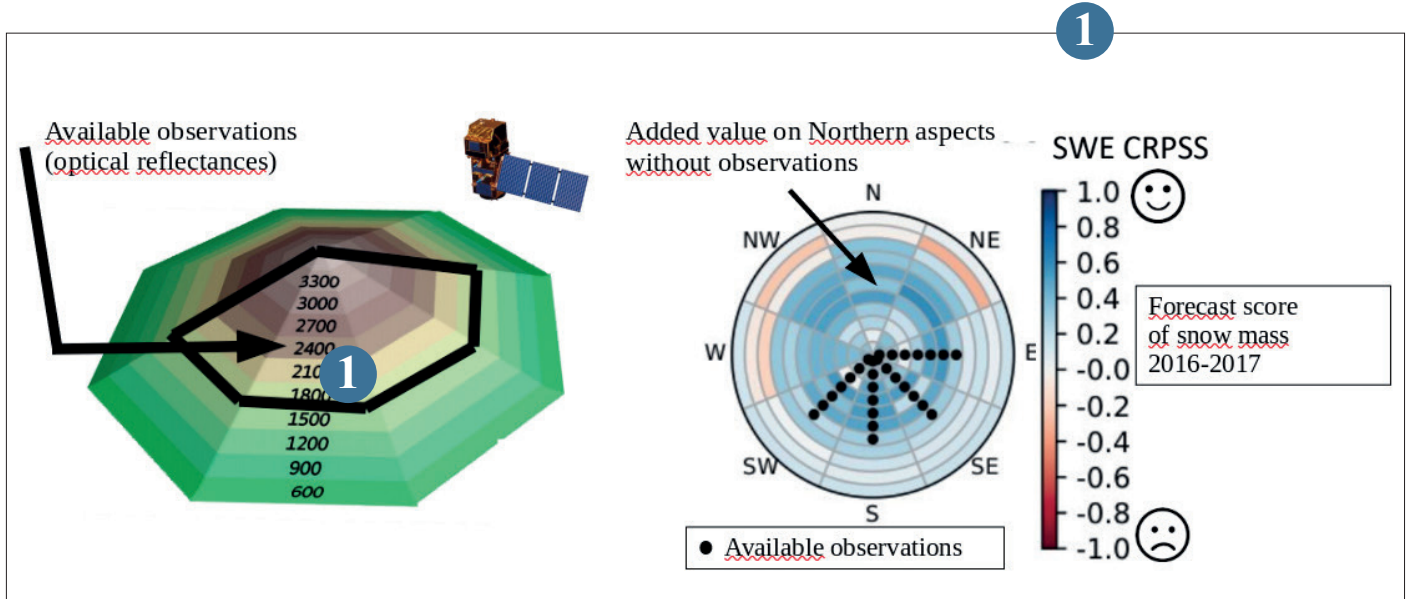 1
Available observations
(optical reflectances)
Added value on Northern aspects
without observations
SWE CRPSS
3300
3000
2700
2400
210
1800
1500
1200
900
600
1
N
NW
NE
W
E
SW
SE
S
1.0
0.8
0.6
0.4
0.2
-0.0
-0.2
-0.4
-0.6
-0.8
-1.0
Forecast score
of snow mass
2016-2017
Available observations